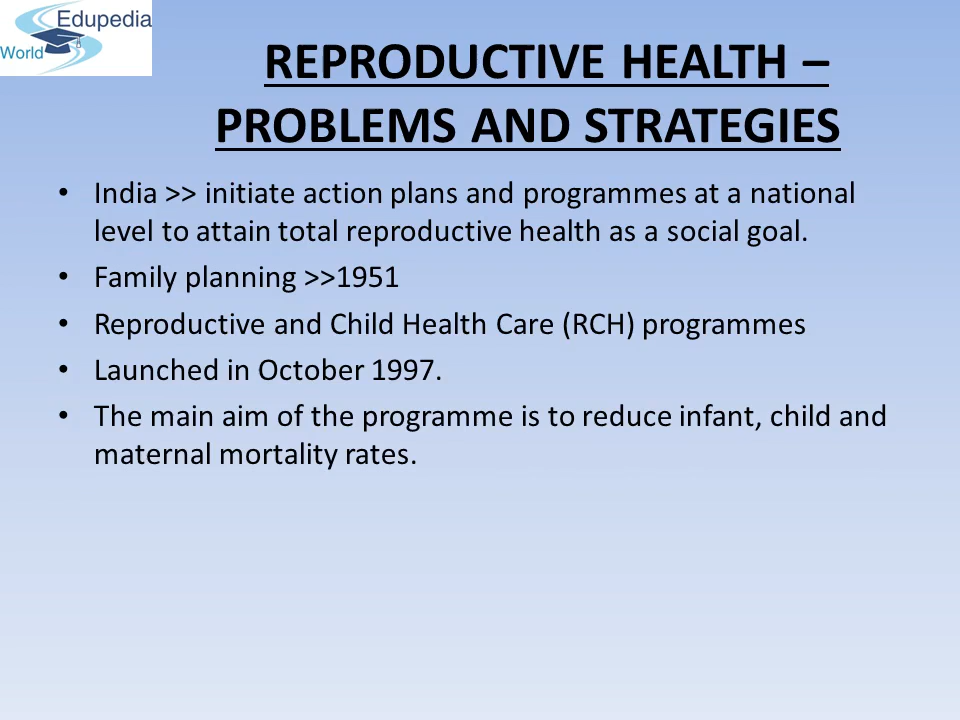 Edupedia
World
REPRODUCTIVE HEALTH –
PROBLEMS AND STRATEGIES
• India >> initiate action plans and programmes at a national
level to attain total reproductive health as a social goal.
• Family planning >>1951
• Reproductive and Child Health Care (RCH) programmes
• Launched in October 1997.
• The main aim of the programme is to reduce infant, child and
maternal mortality rates.